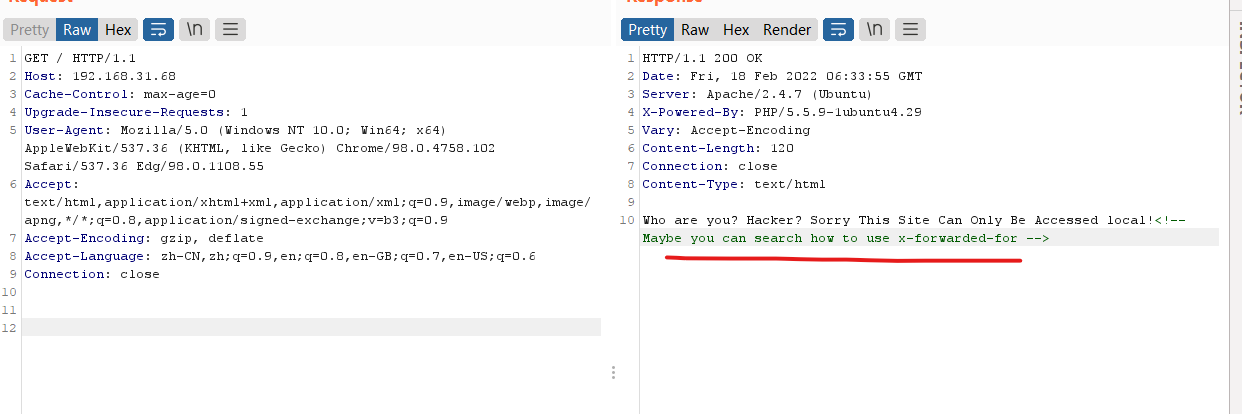 Request
Response
Pretty Raw Hex \n
Pretty Raw Hex Render \n
1 GET / HTTP/1.1
2 Host: 192.168.31.68
3 Cache-Control: max-age=0
4 Upgrade-Insecure-Requests: 1
5 User-Agent: Mozilla/5.0 (Windows NT 10.0; Win64; x64)
AppleWebKit/537.36 (KHTML, like Gecko) Chrome/98.0.4758.102
Safari/537.36 Edg/98.0.1108.55
6 Accept:
text/html,application/xhtml+xml,application/xml;q=0.9,image/webp,image/
apng,*/*;q=0.8,application/signed-exchange;v=b3;q=0.9
7 Accept-Encoding: gzip, deflate
8 Accept-Language: zh-CN,zh;q=0.9,en;q=0.8,en-GB;q=0.7,en-US;q=0.6
9 Connection: close
10
11
12
1 HTTP/1.1 200 OK
2 Date: Fri, 18 Feb 2022 06:33:55 GMT
3 Server: Apache/2.4.7 (Ubuntu)
4 X-Powered-By: PHP/5.5.9-1ubuntu4.29
5 Vary: Accept-Encoding
6 Content-Length: 120
7 Connection: close
8 Content-Type: text/html
9
10 Who are you? Hacker? Sorry This Site Can Only Be Accessed local!<!--
Maybe you can search how to use x-forwarded-for -->